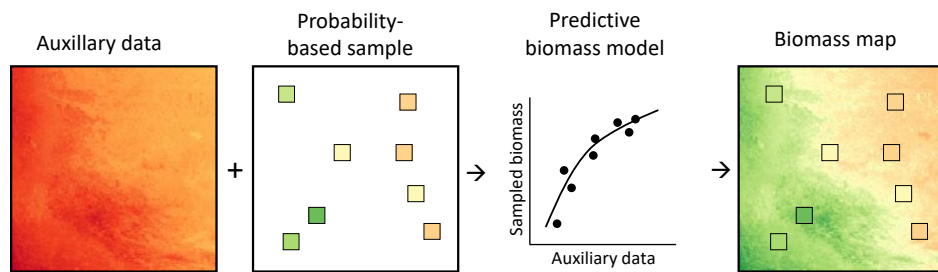 Auxillary data
Probability-
based sample
Predictive
biomass model
Biomass map
+
→
Sampled biomass
Auxiliary data
→